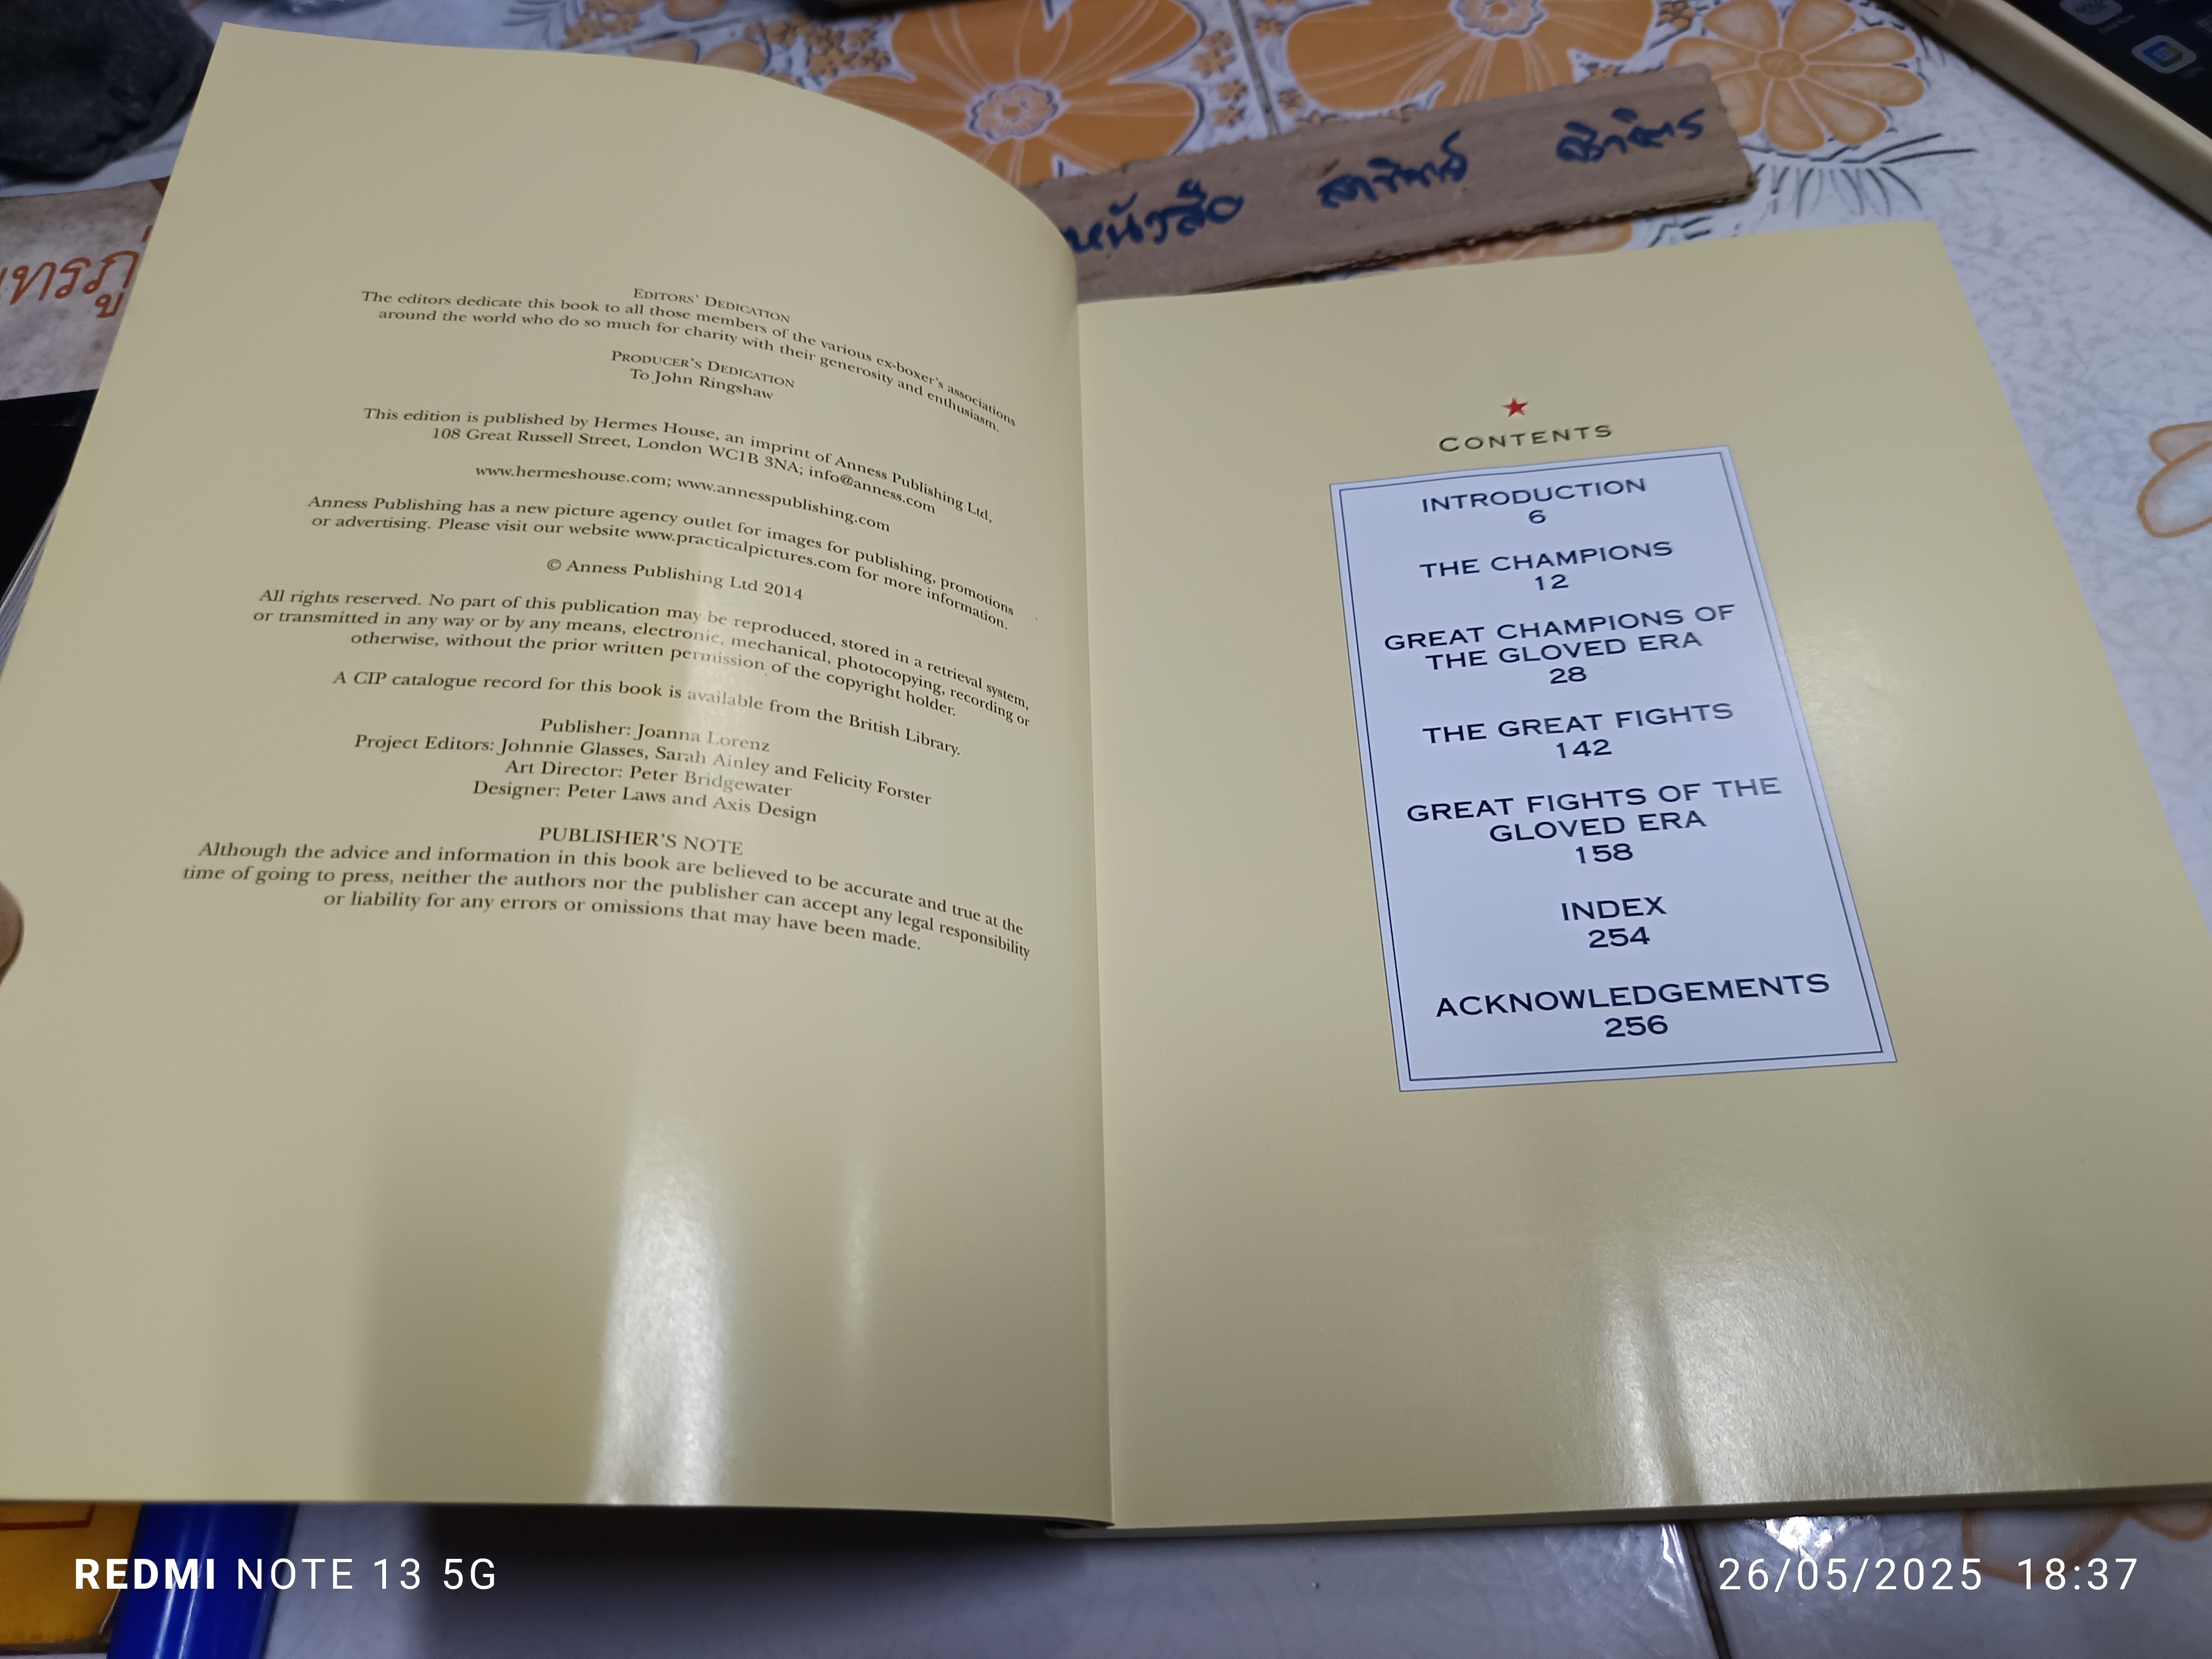 หนังสือ
ทรภู
EDITORS' DEDICATION
The editors dedicate this book to all those members of the various ex-boxer's associations
around the world who do so much for charity with their generosity and enthusiasm.
PRODUCER'S DEDICATION
To John Ringshaw
This edition is published by Hermes House, an imprint of Anness Publishing Ltd,
108 Great Russell Street, London WC1B 3NA; info@anness.com
www.hermeshouse.com; www.annesspublishing.com
Anness Publishing has a new picture agency outlet for images for publishing, promotions
or advertising. Please visit our website www.practicalpictures.com for more information.
© Anness Publishing Ltd 2014
All rights reserved. No part of this publication may be reproduced, stored in a retrieval system,
or transmitted in any way or by any means, electronic, mechanical, photocopying, recording or
otherwise, without the prior written permission of the copyright holder.
A CIP catalogue record for this book is available from the British Library.
Publisher: Joanna Lorenz
Project Editors: Johnnie Glasses, Sarah Ainley and Felicity Forster
Art Director: Peter Bridgewater
Designer: Peter Laws and Axis Design
PUBLISHER'S NOTE
Although the advice and information in this book are believed to be accurate and true at the
time of going to press, neither the authors nor the publisher can accept any legal responsibility
or liability for any errors or omissions that may have been made.
CONTENTS
INTRODUCTION
6
THE CHAMPIONS
12
GREAT CHAMPIONS OF
THE GLOVED ERA
28
THE GREAT FIGHTS
142
GREAT FIGHTS OF THE
GLOVED ERA
158
INDEX
254
ACKNOWLEDGEMENTS
256
REDMI NOTE 13 5G
26/05/2025 18:37